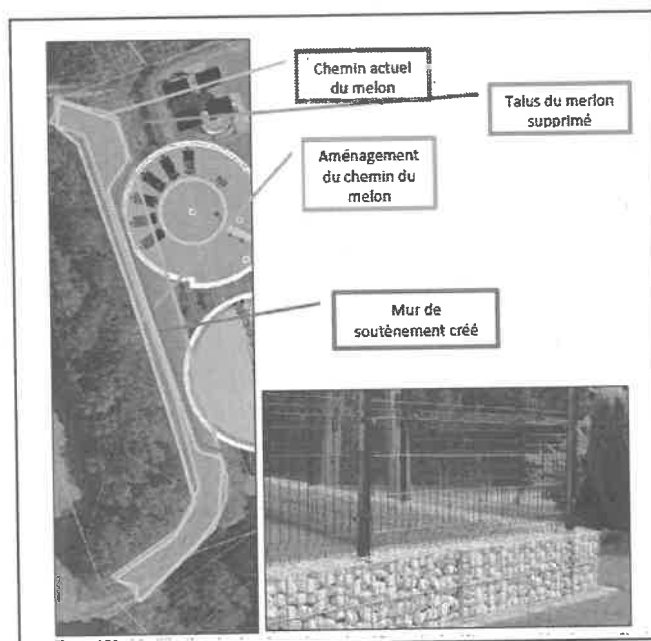 Chemin actuel
du melon
Talus du merlon
supprimé
Aménagement
du chemin du
melon
Mur de
soutènement créé